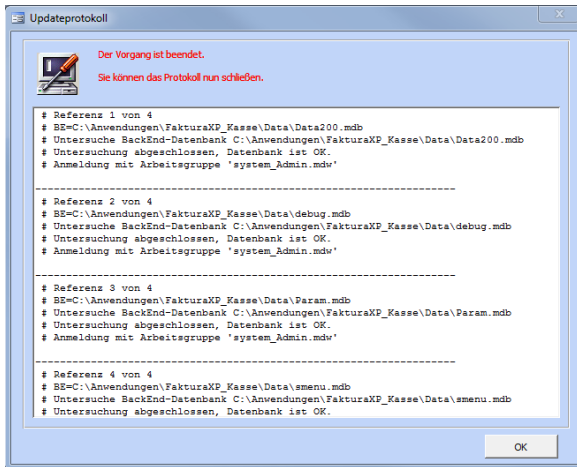 Updateprotokoll
Der Vorgang ist beendet.
Sie können das Protokoll nun schließen.
# Referenz 1 von 4
# BE=C:\Anwendungen\FakturaXP_Kasse\Data\Data200.mdb
# Untersuche BackEnd-Datenbank C:\Anwendungen\FakturaXP_Kasse\Data\Data200.mdb
# Untersuchung abgeschlossen, Datenbank ist OK.
# Anmeldung mit Arbeitsgruppe 'system_Admin.mdw'
----------------------------------------------------------------
# Referenz 2 von 4
# BE=C:\Anwendungen\FakturaXP_Kasse\Data\debug.mdb
# Untersuche BackEnd-Datenbank C:\Anwendungen\FakturaXP_Kasse\Data\debug.mdb
# Untersuchung abgeschlossen, Datenbank ist OK.
# Anmeldung mit Arbeitsgruppe 'system_Admin.mdw'
----------------------------------------------------------------
# Referenz 3 von 4
# BE=C:\Anwendungen\FakturaXP_Kasse\Data\Param.mdb
# Untersuche BackEnd-Datenbank C:\Anwendungen\FakturaXP_Kasse\Data\Param.mdb
# Untersuchung abgeschlossen, Datenbank ist OK.
# Anmeldung mit Arbeitsgruppe 'system_Admin.mdw'
----------------------------------------------------------------
# Referenz 4 von 4
# BE=C:\Anwendungen\FakturaXP_Kasse\Data\smenu.mdb
# Untersuche BackEnd-Datenbank C:\Anwendungen\FakturaXP_Kasse\Data\smenu.mdb
# Untersuchung abgeschlossen, Datenbank ist OK.
OK